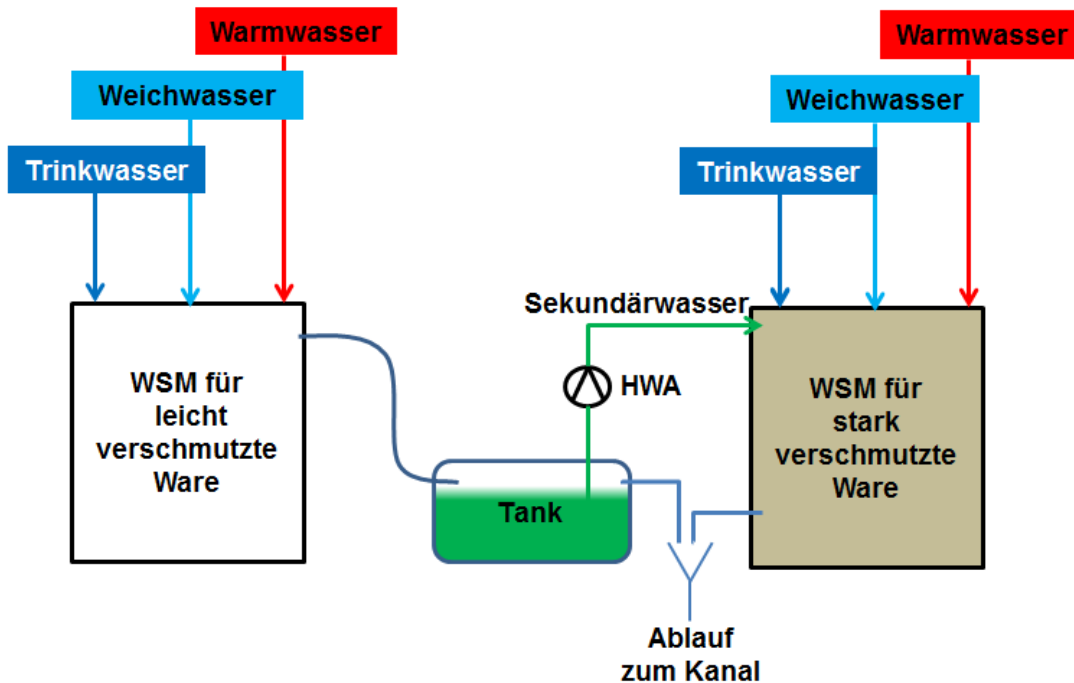 Warmwasser
Weichwasser
Trinkwasser
WSM für
leicht
verschmutzte
Ware
Warmwasser
Weichwasser
Trinkwasser
Sekundärwasser
HWA
Tank
WSM für
stark
verschmutzte
Ware
Ablauf
zum Kanal